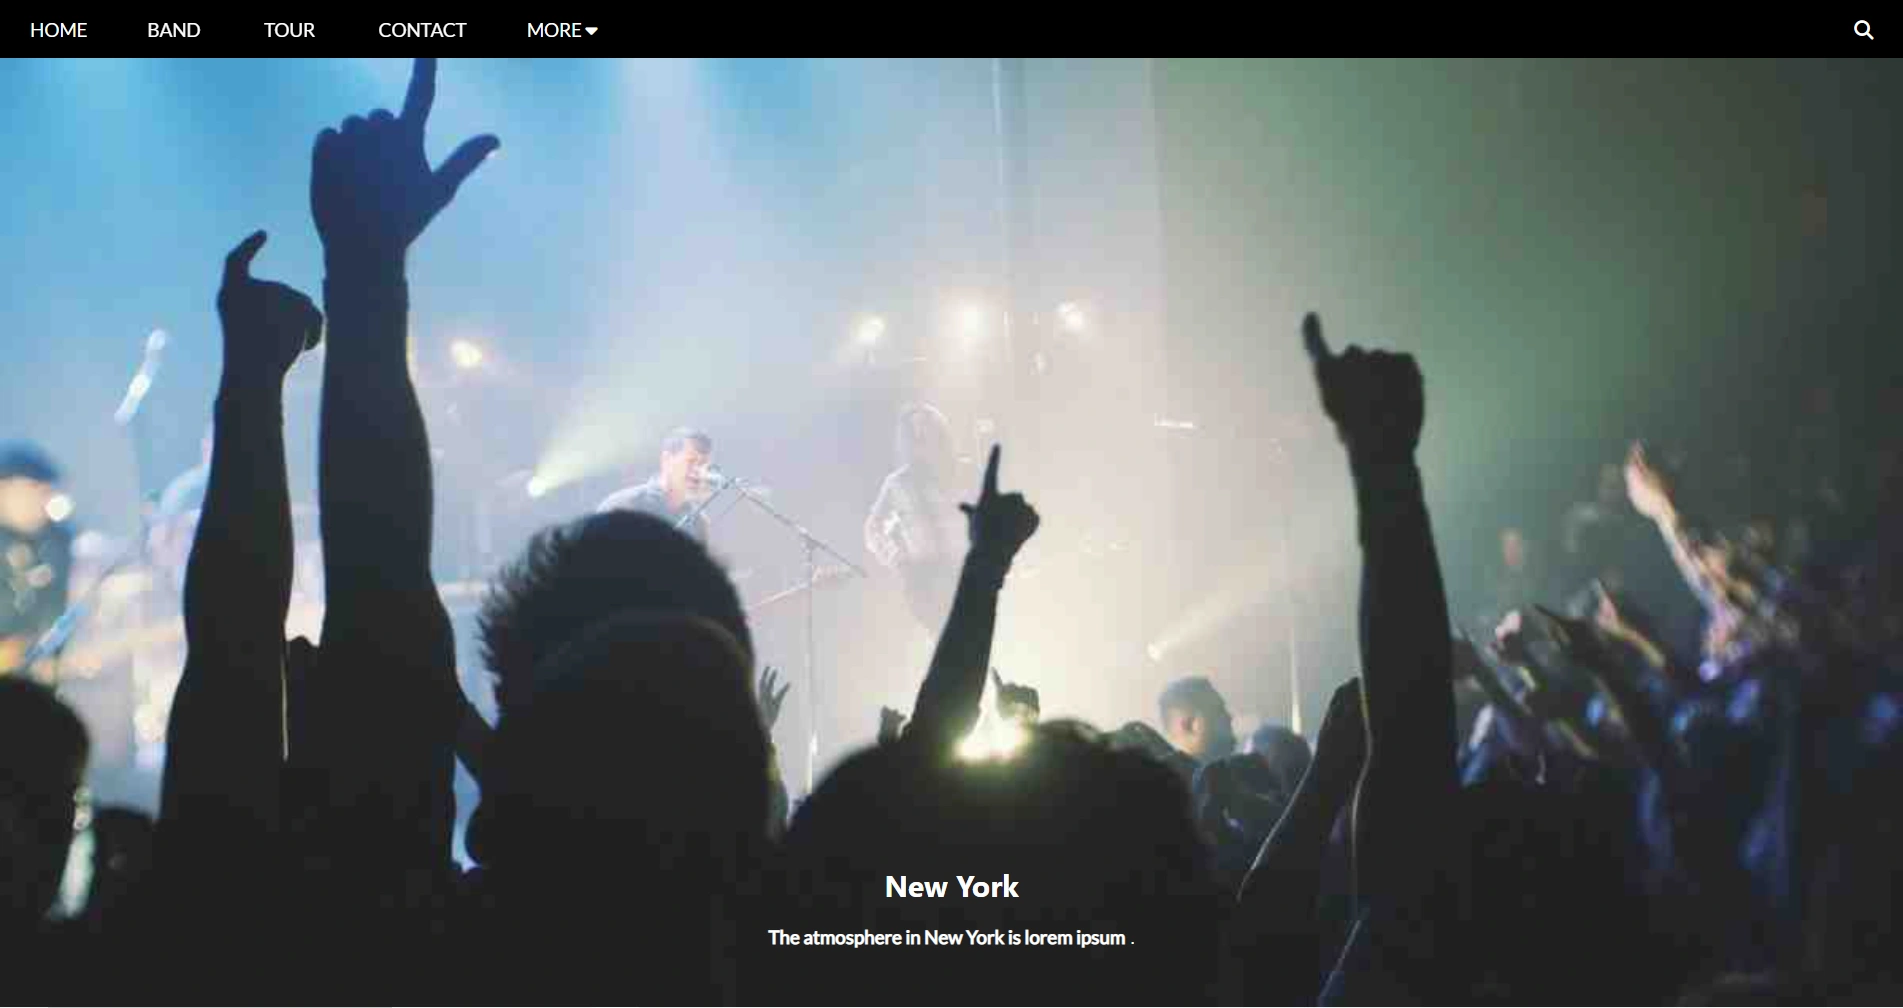 HOME BAND TOUR CONTACT MORE
New York
The atmosphere in New York is lorem ipsum .